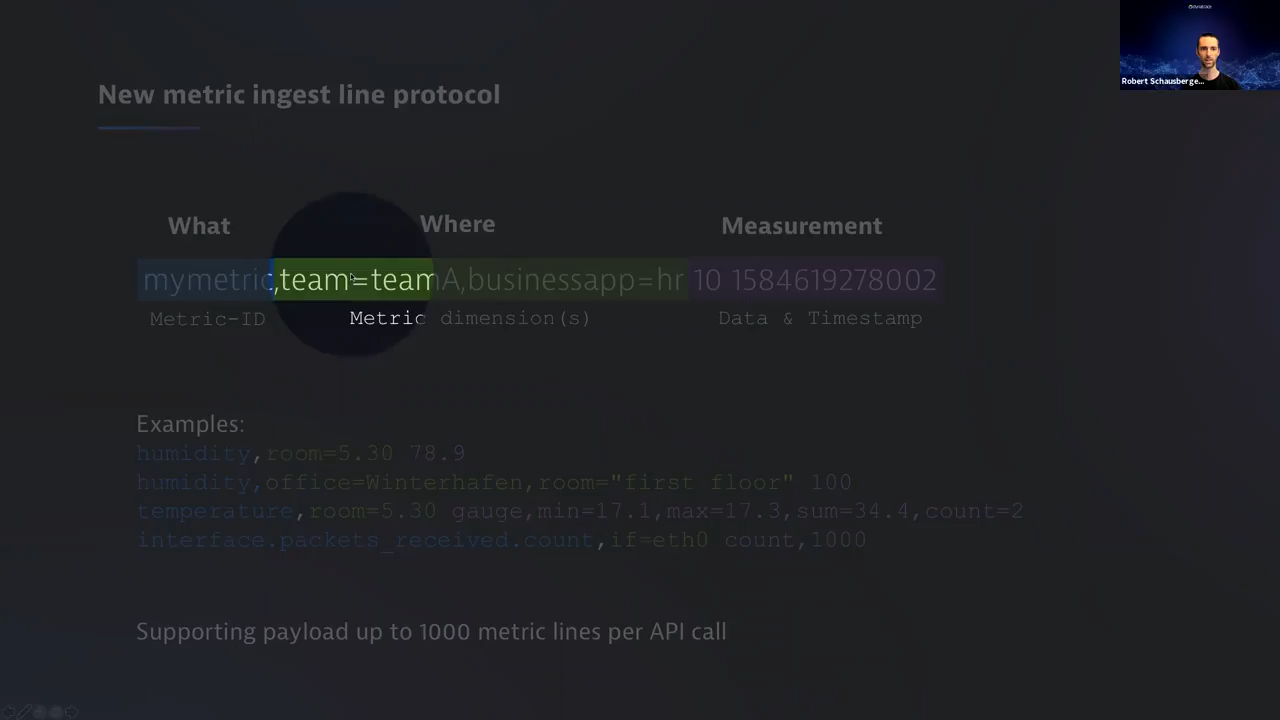 New metric ingest line protocol
Robert Schausberge...
What Where Measurement
mymetric,team=teamA,businessapp=hr 10 1584619278002
Metric-ID Metric dimension(s) Data & Timestamp
Examples:
humidity,room=5.30 78.9
humidity,office=Winterhafen,room="first floor" 100
temperature,room=5.30 gauge,min=17.1,max=17.3,sum=34.4,count=2
interface.packets_received.count,if=eth0 count,1000
Supporting payload up to 1000 metric lines per API call